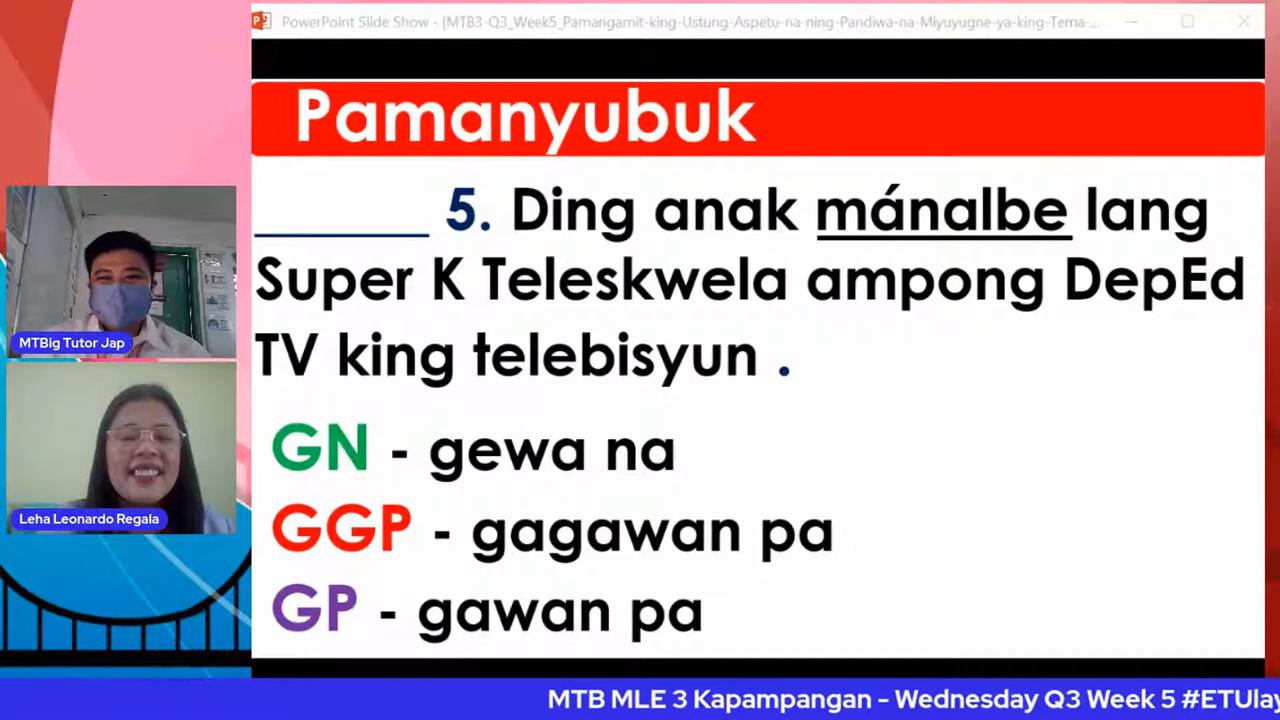 PowerPoint Slide Show - [MTB3-Q3_Week5_Pamangamit-king-Ustung-Aspetu-na-ning-Pandiwa-na-Miyuyugne-ya-king-Tema-...
Pamanyubuk
______ 5. Ding anak mánalbe lang
Super K Teleskwela ampong DepEd
TV king telebisyun .
GN - gewa na
GGP - gagawan pa
GP - gawan pa
MTBig Tutor Jap
Leha Leonardo Regala
MTB MLE 3 Kapampangan - Wednesday Q3 Week 5 #ETUlay